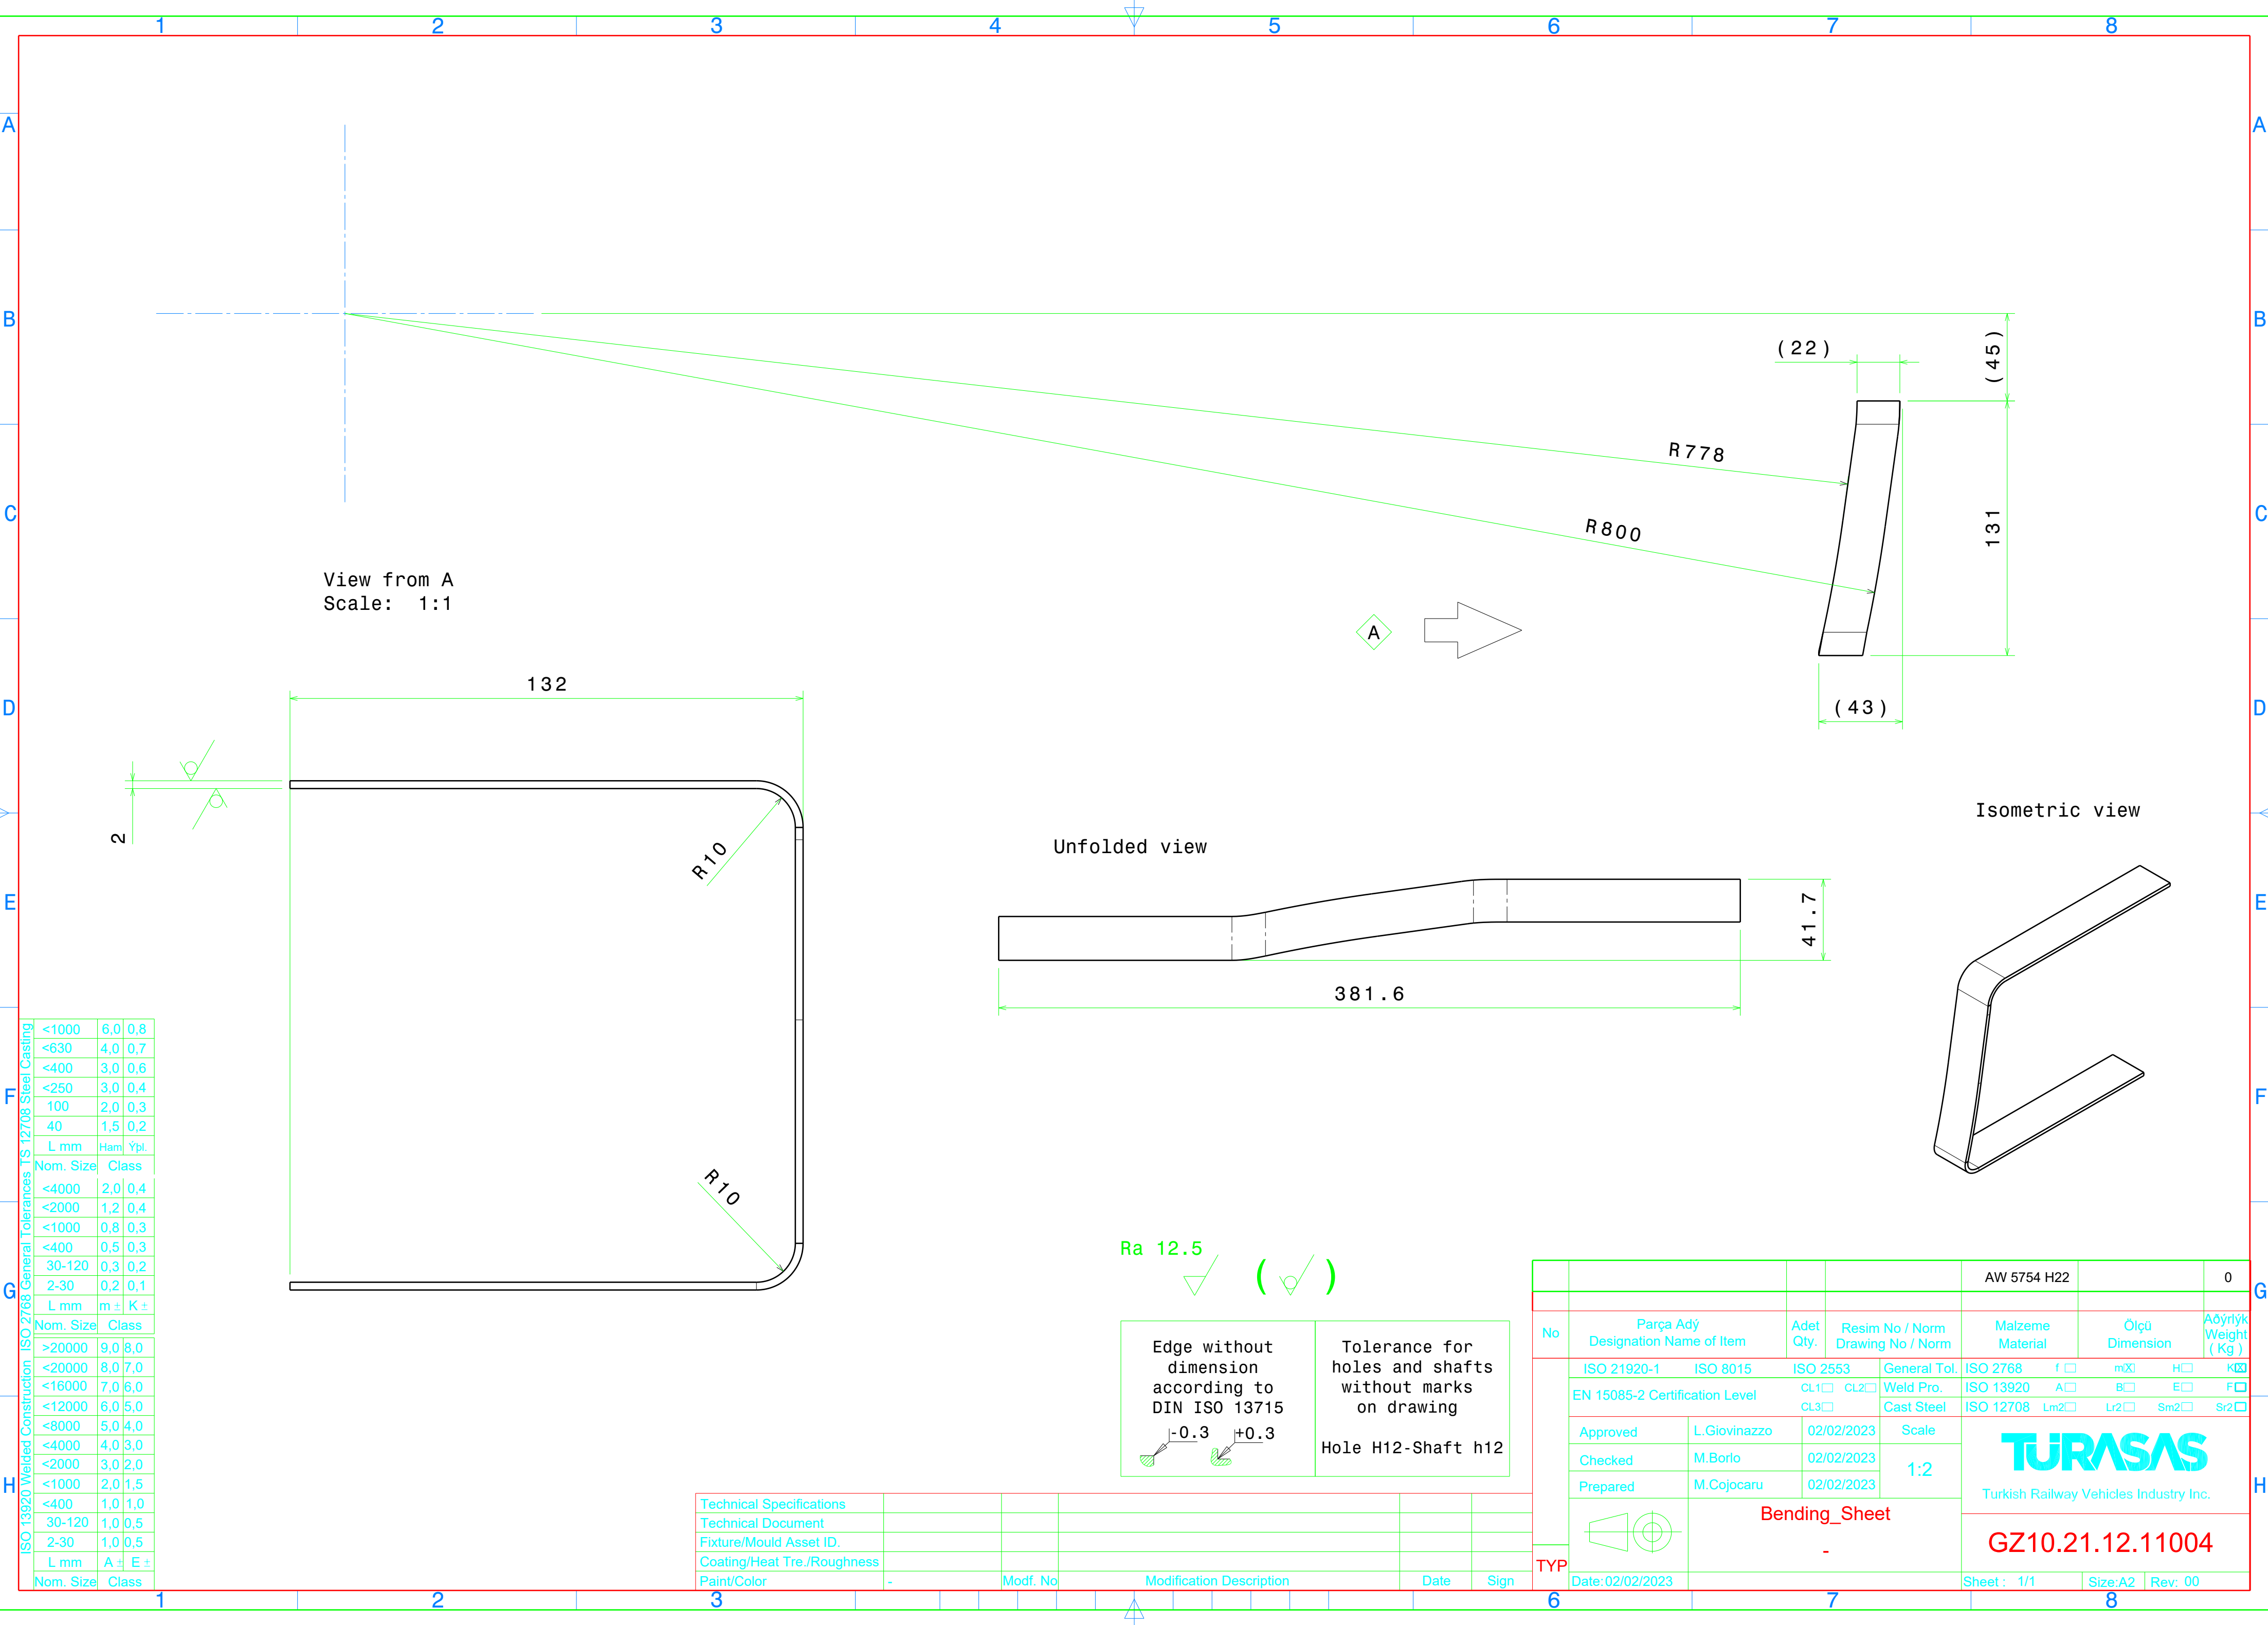 1 2 3 4 5 6 7 8
A A
B B
C C
D D
E E
F F
G G
H H
(22)
(45)
R778
R800
131
(43)
A
View from A
Scale: 1:1
132
2
R10
R10
Unfolded view
41.7
381.6
Isometric view
ISO 13920 Welded Construction ISO 2768 General Tolerances TS 12708 Steel Casting
<1000 6,0 0,8
<630 4,0 0,7
<400 3,0 0,6
<250 3,0 0,4
100 2,0 0,3
40 1,5 0,2
L mm Ham Ýþl.
Nom. Size Class
<4000 2,0 0,4
<2000 1,2 0,4
<1000 0,8 0,3
<400 0,5 0,3
30-120 0,3 0,2
2-30 0,2 0,1
L mm m ± K ±
Nom. Size Class
>20000 9,0 8,0
<20000 8,0 7,0
<16000 7,0 6,0
<12000 6,0 5,0
<8000 5,0 4,0
<4000 4,0 3,0
<2000 3,0 2,0
<1000 2,0 1,5
<400 1,0 1,0
30-120 1,0 0,5
2-30 1,0 0,5
L mm A ± E ±
Nom. Size Class
Ra 12.5 ( )
Edge without
dimension
according to
DIN ISO 13715
-0.3 +0.3
Tolerance for
holes and shafts
without marks
on drawing
Hole H12-Shaft h12
Technical Specifications
Technical Document
Fixture/Mould Asset ID.
Coating/Heat Tre./Roughness
Paint/Color - Modf. No Modification Description Date Sign
AW 5754 H22 0
No
Parça Adý
Designation Name of Item
Adet
Qty.
Resim No / Norm
Drawing No / Norm
Malzeme
Material
Ölçü
Dimension
Aðýrlýk
Weight
( Kg )
ISO 21920-1 ISO 8015 ISO 2553 General Tol. ISO 2768 f m X H K X
EN 15085-2 Certification Level CL1 CL2 Weld Pro. ISO 13920 A B E F
CL3 Cast Steel ISO 12708 Lm2 Lr2 Sm2 Sr2
Approved L.Giovinazzo 02/02/2023 Scale
Checked M.Borlo 02/02/2023 1:2
Prepared M.Cojocaru 02/02/2023
TÜRASAS
Turkish Railway Vehicles Industry Inc.
Bending_Sheet
-
GZ10.21.12.11004
TYP
Date: 02/02/2023
Sheet : 1/1 Size:A2 Rev: 00
1 2 3 6 7 8